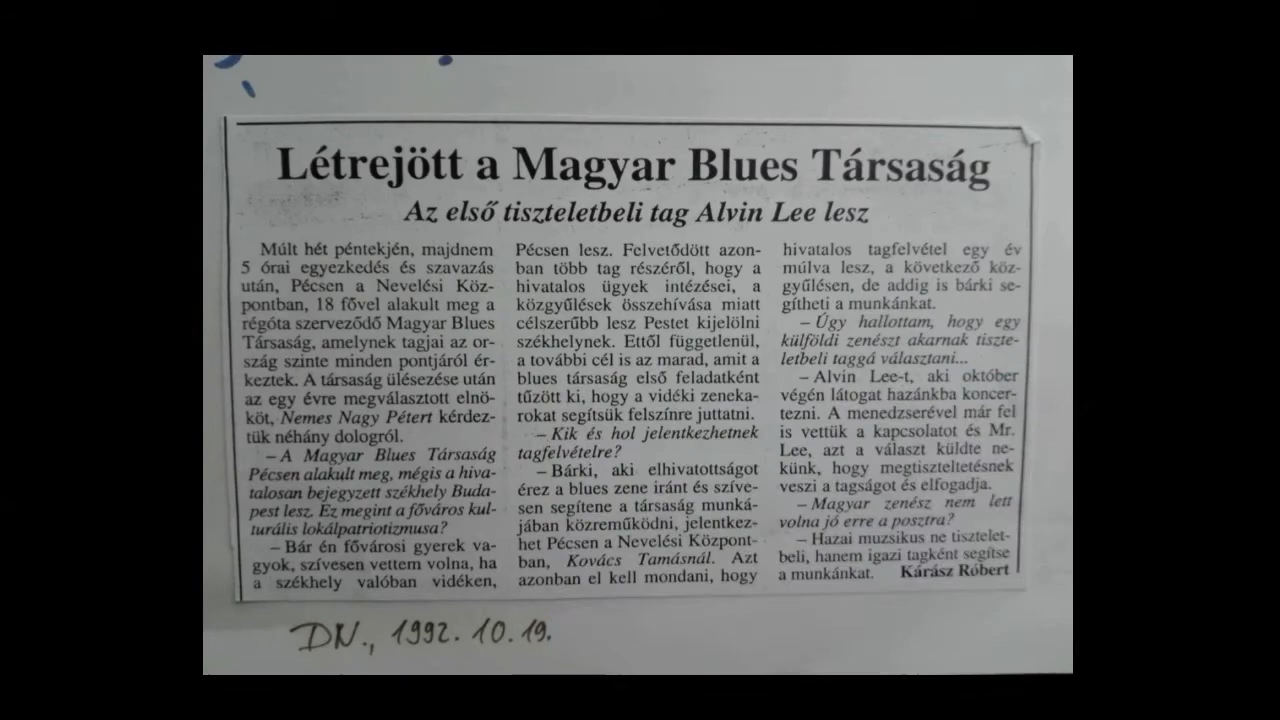 Létrejött a Magyar Blues Társaság
Az első tiszteletbeli tag Alvin Lee lesz
Múlt hét péntekjén, majdnem
5 órai egyezkedés és szavazás
után, Pécsen a Nevelési Köz-
pontban, 18 fővel alakult meg a
régóta szerveződő Magyar Blues
Társaság, amelynek tagjai az or-
szág szinte minden pontjáról ér-
keztek. A társaság ülésezése után
az egy évre megválasztott elnö-
köt, Nemes Nagy Pétert kérdez-
tük néhány dologról.
– A Magyar Blues Társaság
Pécsen alakult meg, mégis a hiva-
talosan bejegyzett székhely Buda-
pest lesz. Ez megint a főváros kul-
turális lokálpatriotizmusa?
– Bár én fővárosi gyerek va-
gyok, szívesen vettem volna, ha
a székhely valóban vidéken,
Pécsen lesz. Felvetődött azon-
ban több tag részéről, hogy a
hivatalos ügyek intézései, a
közgyűlések összehívása miatt
célszerűbb lesz Pestet kijelölni
székhelynek. Ettől függetlenül,
a további cél is az marad, amit a
blues társaság első feladatként
tűzött ki, hogy a vidéki zeneka-
rokat segítsük felszínre juttatni.
– Kik és hol jelentkezhetnek
tagfelvételre?
– Bárki, aki elhivatottságot
érez a blues zene iránt és szíve-
sen segítene a társaság munká-
jában közreműködni, jelentkez-
het Pécsen a Nevelési Központ-
ban, Kovács Tamásnál. Azt
azonban el kell mondani, hogy
hivatalos tagfelvétel egy év
múlva lesz, a következő köz-
gyűlésen, de addig is bárki se-
gítheti a munkánkat.
– Úgy hallottam, hogy egy
külföldi zenészt akarnak tiszte-
letbeli taggá választani...
– Alvin Lee-t, aki október
végén látogat hazánkba koncer-
tezni. A menedzserével már fel
is vettük a kapcsolatot és Mr.
Lee, azt a választ küldte ne-
künk, hogy megtiszteltetésnek
veszi a tagságot és elfogadja.
– Magyar zenész nem lett
volna jó erre a posztra?
– Hazai muzsikus ne tisztelet-
beli, hanem igazi tagként segítse
a munkánkat. Kárász Róbert
DN., 1992. 10. 19.